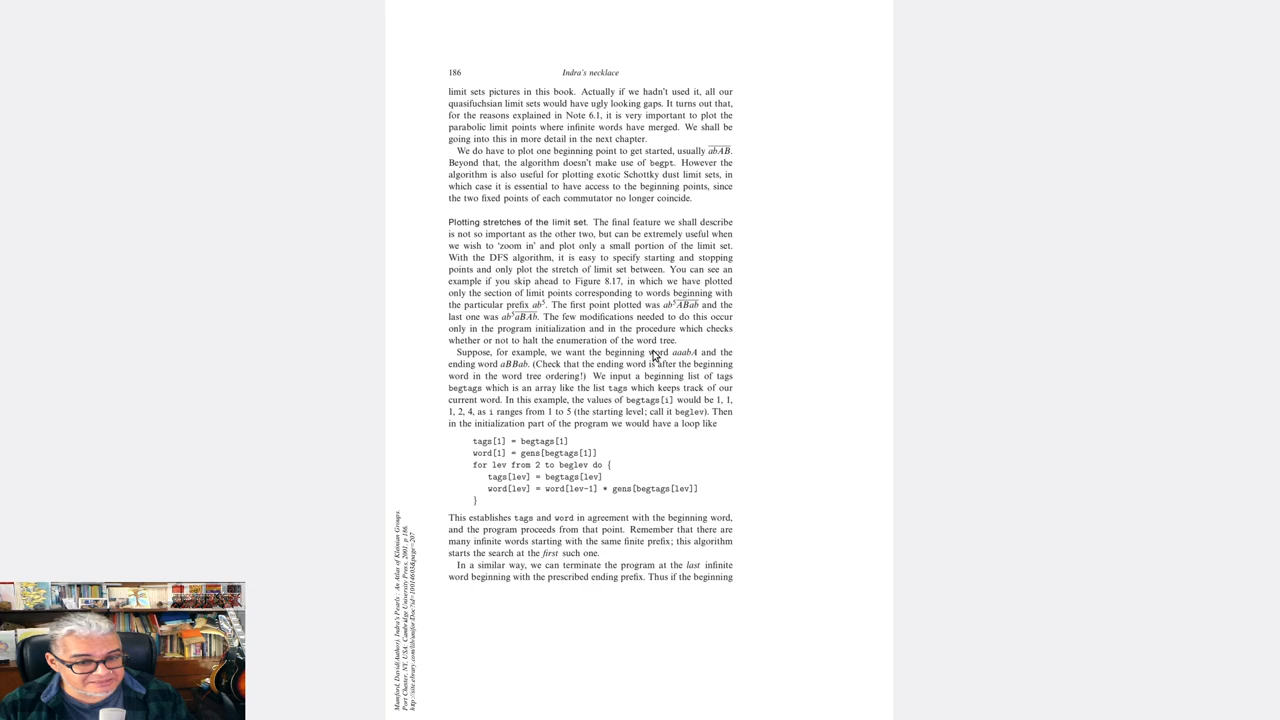 186 Indra's necklace
limit sets pictures in this book. Actually if we hadn't used it, all our
quasifuchsian limit sets would have ugly looking gaps. It turns out that,
for the reasons explained in Note 6.1, it is very important to plot the
parabolic limit points where infinite words have merged. We shall be
going into this in more detail in the next chapter.
We do have to plot one beginning point to get started, usually a̅b̅A̅B̅.
Beyond that, the algorithm doesn't make use of begpt. However the
algorithm is also useful for plotting exotic Schottky dust limit sets, in
which case it is essential to have access to the beginning points, since
the two fixed points of each commutator no longer coincide.
Plotting stretches of the limit set. The final feature we shall describe
is not so important as the other two, but can be extremely useful when
we wish to 'zoom in' and plot only a small portion of the limit set.
With the DFS algorithm, it is easy to specify starting and stopping
points and only plot the stretch of limit set between. You can see an
example if you skip ahead to Figure 8.17, in which we have plotted
only the section of limit points corresponding to words beginning with
the particular prefix ab⁵. The first point plotted was ab⁵A̅B̅a̅b̅ and the
last one was ab⁵a̅B̅A̅b̅. The few modifications needed to do this occur
only in the program initialization and in the procedure which checks
whether or not to halt the enumeration of the word tree.
Suppose, for example, we want the beginning word aaabA and the
ending word aBBab. (Check that the ending word is after the beginning
word in the word tree ordering!) We input a beginning list of tags
begtags which is an array like the list tags which keeps track of our
current word. In this example, the values of begtags[i] would be 1, 1,
1, 2, 4, as i ranges from 1 to 5 (the starting level; call it beglev). Then
in the initialization part of the program we would have a loop like
tags[1] = begtags[1]
word[1] = gens[begtags[1]]
for lev from 2 to beglev do {
tags[lev] = begtags[lev]
word[lev] = word[lev-1] * gens[begtags[lev]]
}
This establishes tags and word in agreement with the beginning word,
and the program proceeds from that point. Remember that there are
many infinite words starting with the same finite prefix; this algorithm
starts the search at the first such one.
In a similar way, we can terminate the program at the last infinite
word beginning with the prescribed ending prefix. Thus if the beginning
Mumford, David(Author). Indra's Pearls : An Atlas of Kleinian Groups.
Port Chester, NY, USA: Cambridge University Press, 2001. p 186.